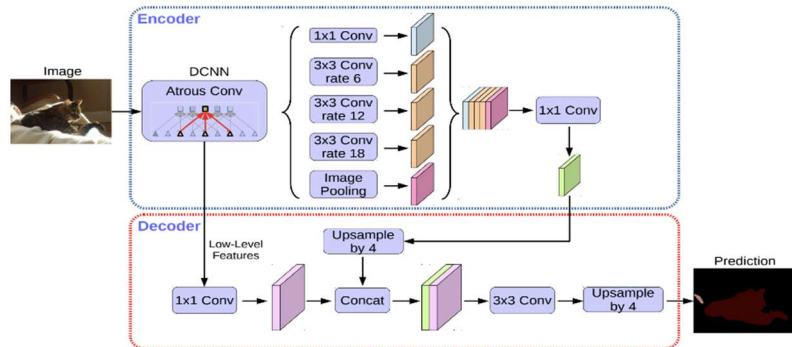 Encoder
Image
DCNN
Atrous Conv
1x1 Conv
3x3 Conv
rate 6
3x3 Conv
rate 12
3x3 Conv
rate 18
Image
Pooling
1x1 Conv
Decoder
Low-Level
Features
Upsample
by 4
1x1 Conv
Concat
3x3 Conv
Upsample
by 4
Prediction